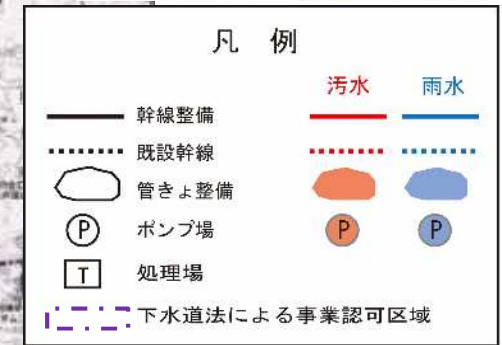 凡 例
汚水 雨水
幹線整備
既設幹線
管きょ整備
P ポンプ場 P P
T 処理場
下水道法による事業認可区域